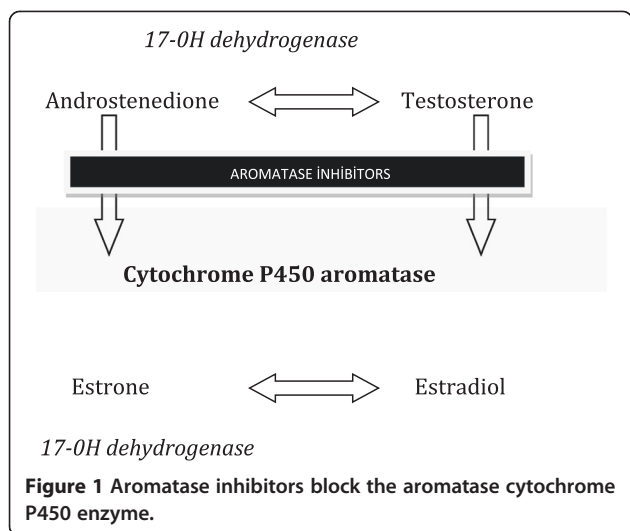 17-0H dehydrogenase
Androstenedione Testosterone
AROMATASE İNHİBİTORS
Cytochrome P450 aromatase
Estrone Estradiol
17-0H dehydrogenase
Figure 1 Aromatase inhibitors block the aromatase cytochrome
P450 enzyme.